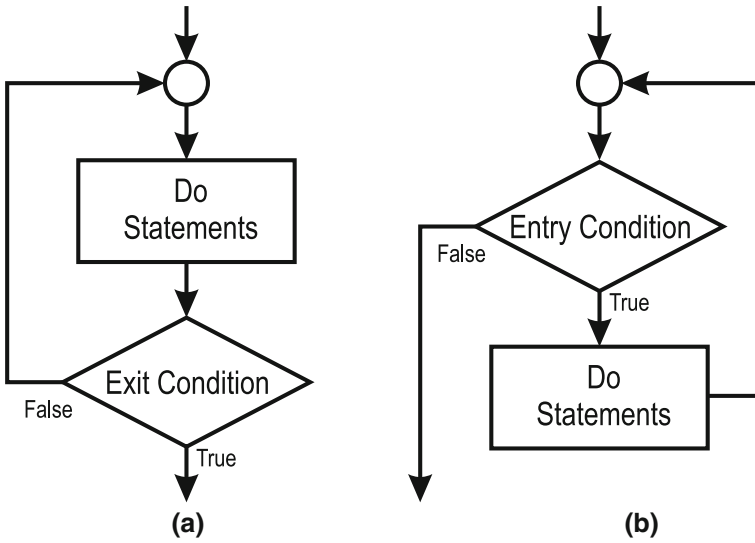 Do
Statements
Exit Condition
False
True
(a)
Entry Condition
False
True
Do
Statements
(b)